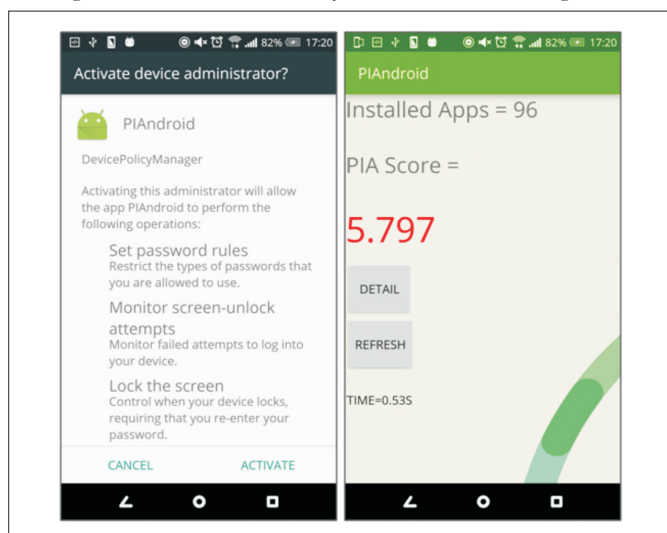 82% 17:20
Activate device administrator?
PIAndroid
DevicePolicyManager
Activating this administrator will allow
the app PIAndroid to perform the
following operations:
Set password rules
Restrict the types of passwords that
you are allowed to use.
Monitor screen-unlock
attempts
Monitor failed attempts to log into
your device.
Lock the screen
Control when your device locks,
requiring that you re-enter your
password.
CANCEL ACTIVATE
82% 17:20
PIAndroid
Installed Apps = 96
PIA Score =
5.797
DETAIL
REFRESH
TIME=0.53S